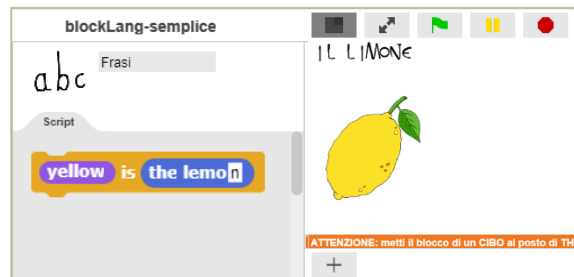 blockLang-semplice
abc
Frasi
Script
yellow is the lemon
IL LIMONE
ATTENZIONE: metti il blocco di un CIBO al posto di TH